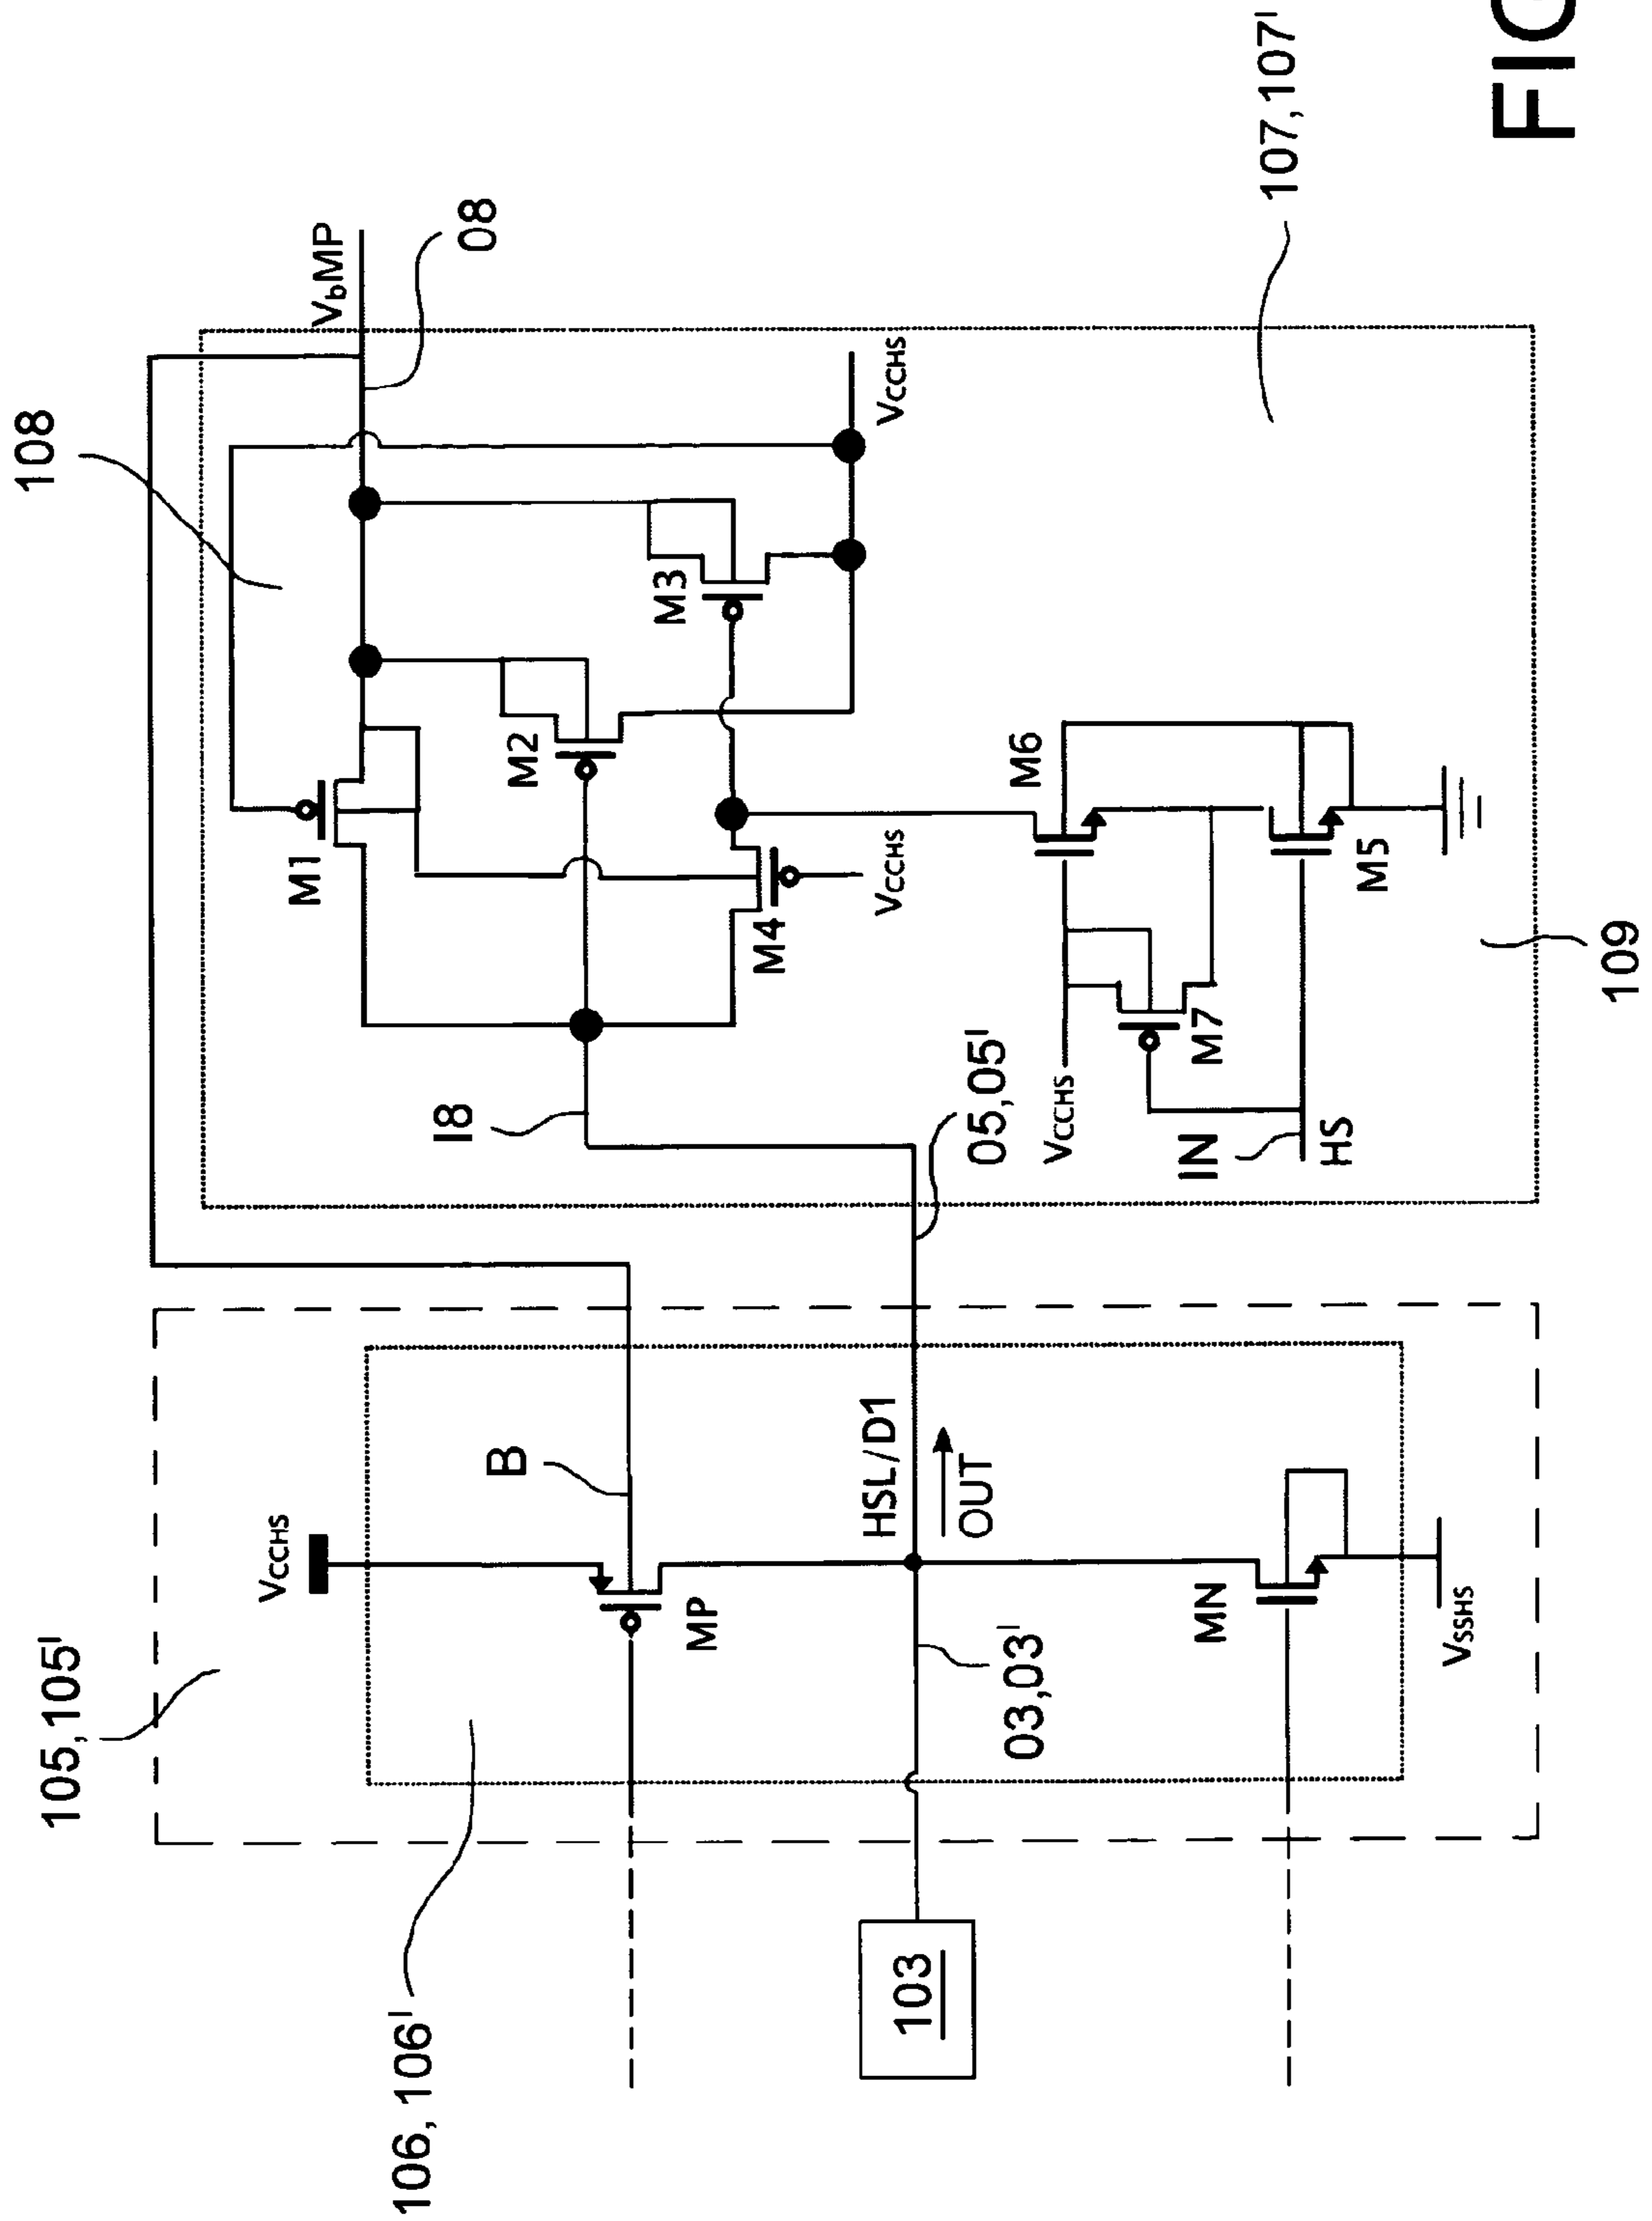 FIG
108
VbMP
08
107,107'
M1
M2
M3
VCCHS
M4
VCCHS
M6
I8
05,05'
VCCHS
M7
M5
IN
HS
109
105,105'
VCCHS
B
MP
HSL/D1
OUT
03,03'
MN
VSSHS
106,106'
103